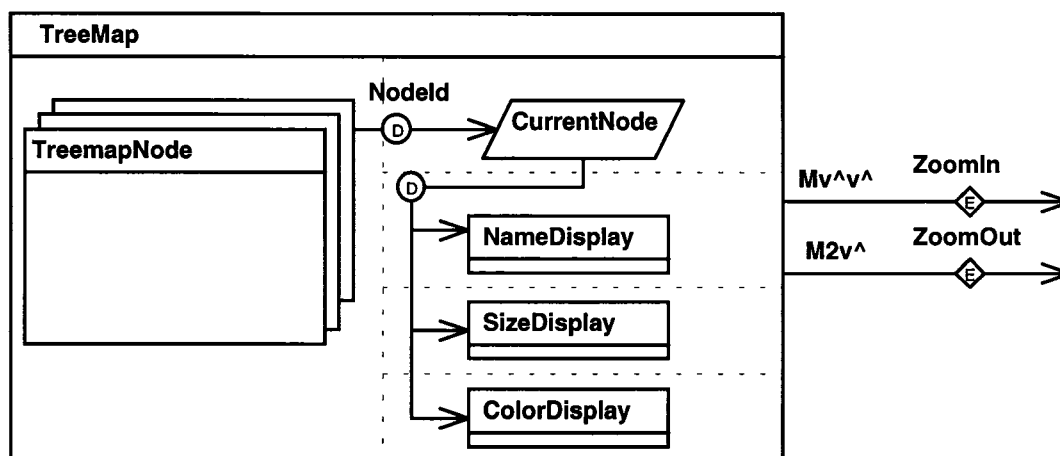 TreeMap
NodeId
D
CurrentNode
TreemapNode
D
Mv^v^
ZoomIn
E
NameDisplay
M2v^
ZoomOut
E
SizeDisplay
ColorDisplay